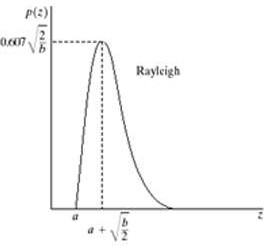 p(z)
0.607 √(2/b)
Rayleigh
a
z
a + √(b/2)